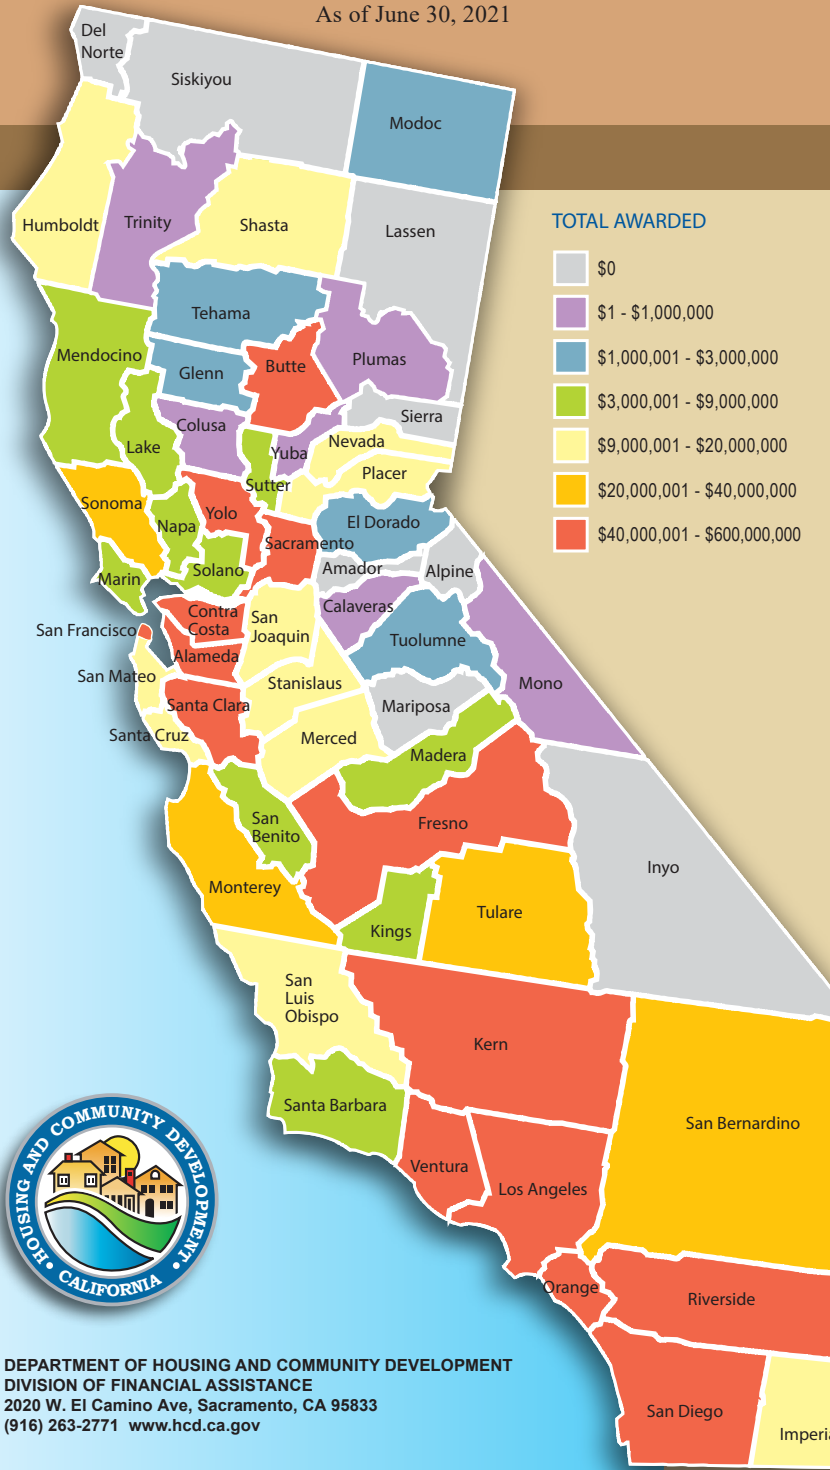 As of June 30, 2021
Del
Norte
Siskiyou
Modoc
Humboldt
Trinity
Shasta
Lassen
TOTAL AWARDED
$0
$1 - $1,000,000
$1,000,001 - $3,000,000
$3,000,001 - $9,000,000
$9,000,001 - $20,000,000
$20,000,001 - $40,000,000
$40,000,001 - $600,000,000
Tehama
Mendocino
Glenn
Butte
Plumas
Colusa
Sierra
Lake
Yuba
Nevada
Sutter
Placer
Sonoma
Napa
Yolo
El Dorado
Sacramento
Marin
Solano
Amador
Alpine
Contra
Costa
San
Joaquin
Calaveras
San Francisco
Alameda
Tuolumne
San Mateo
Stanislaus
Mono
Santa Clara
Mariposa
Santa Cruz
Merced
Madera
San
Benito
Fresno
Inyo
Monterey
Tulare
Kings
San
Luis
Obispo
Kern
Santa Barbara
San Bernardino
Ventura
Los Angeles
Orange
Riverside
San Diego
Imperia
HOUSING AND COMMUNITY DEVELOPMENT
• CALIFORNIA •
DEPARTMENT OF HOUSING AND COMMUNITY DEVELOPMENT
DIVISION OF FINANCIAL ASSISTANCE
2020 W. El Camino Ave, Sacramento, CA 95833
(916) 263-2771 www.hcd.ca.gov